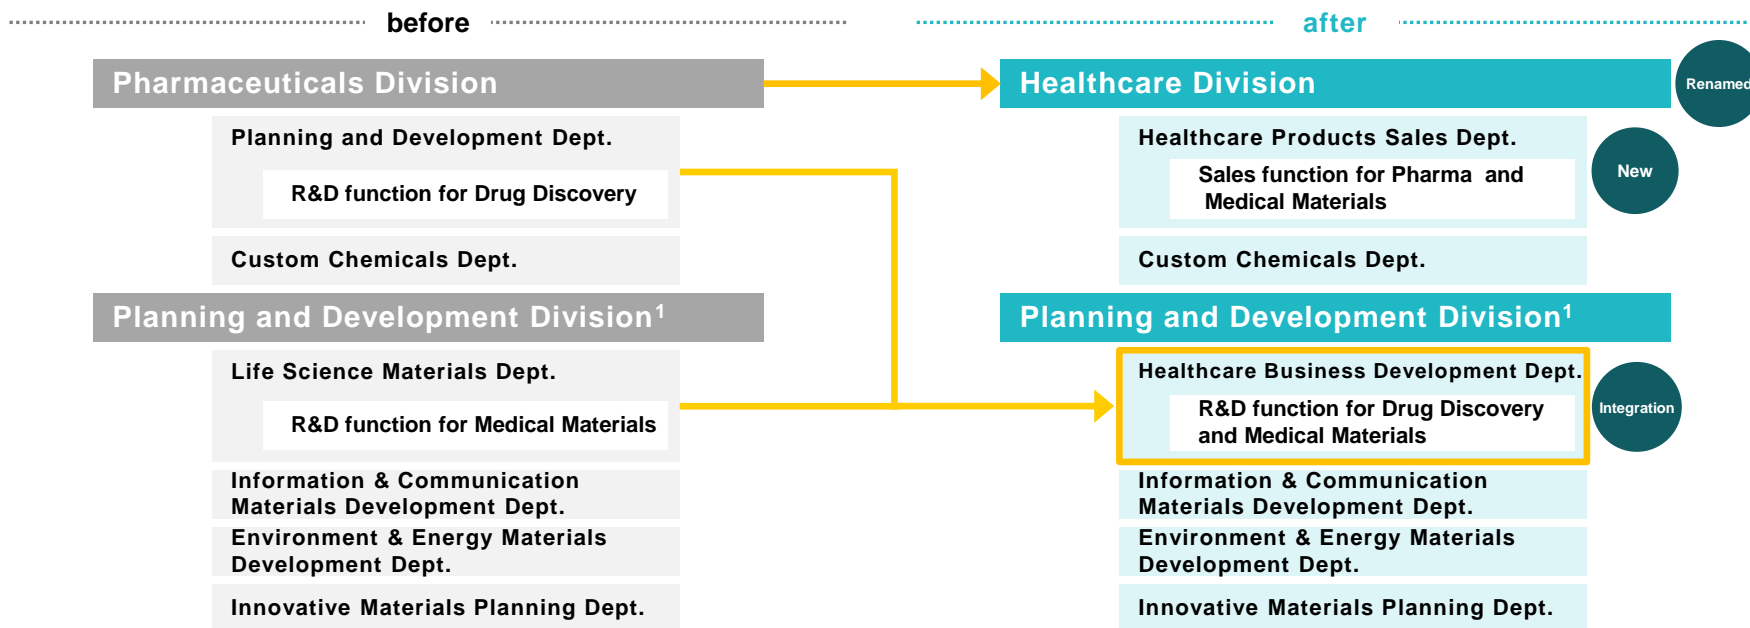 before
Pharmaceuticals Division
Planning and Development Dept.
R&D function for Drug Discovery
Custom Chemicals Dept.
Planning and Development Division¹
Life Science Materials Dept.
R&D function for Medical Materials
Information & Communication
Materials Development Dept.
Environment & Energy Materials
Development Dept.
Innovative Materials Planning Dept.
after
Healthcare Division
Renamed
Healthcare Products Sales Dept.
Sales function for Pharma and
Medical Materials
New
Custom Chemicals Dept.
Planning and Development Division¹
Healthcare Business Development Dept.
R&D function for Drug Discovery
and Medical Materials
Integration
Information & Communication
Materials Development Dept.
Environment & Energy Materials
Development Dept.
Innovative Materials Planning Dept.